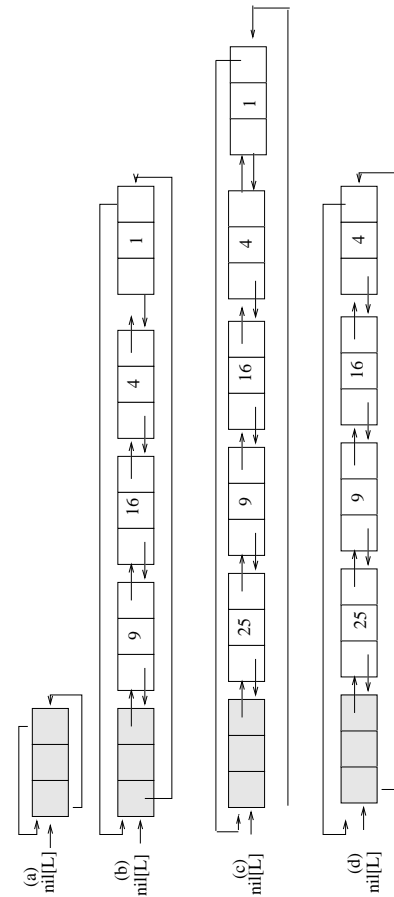 (a)
nil[L]
(b)
nil[L]
9 16 4 1
(c)
nil[L]
25 9 16 4 1
(d)
nil[L]
25 9 16 4